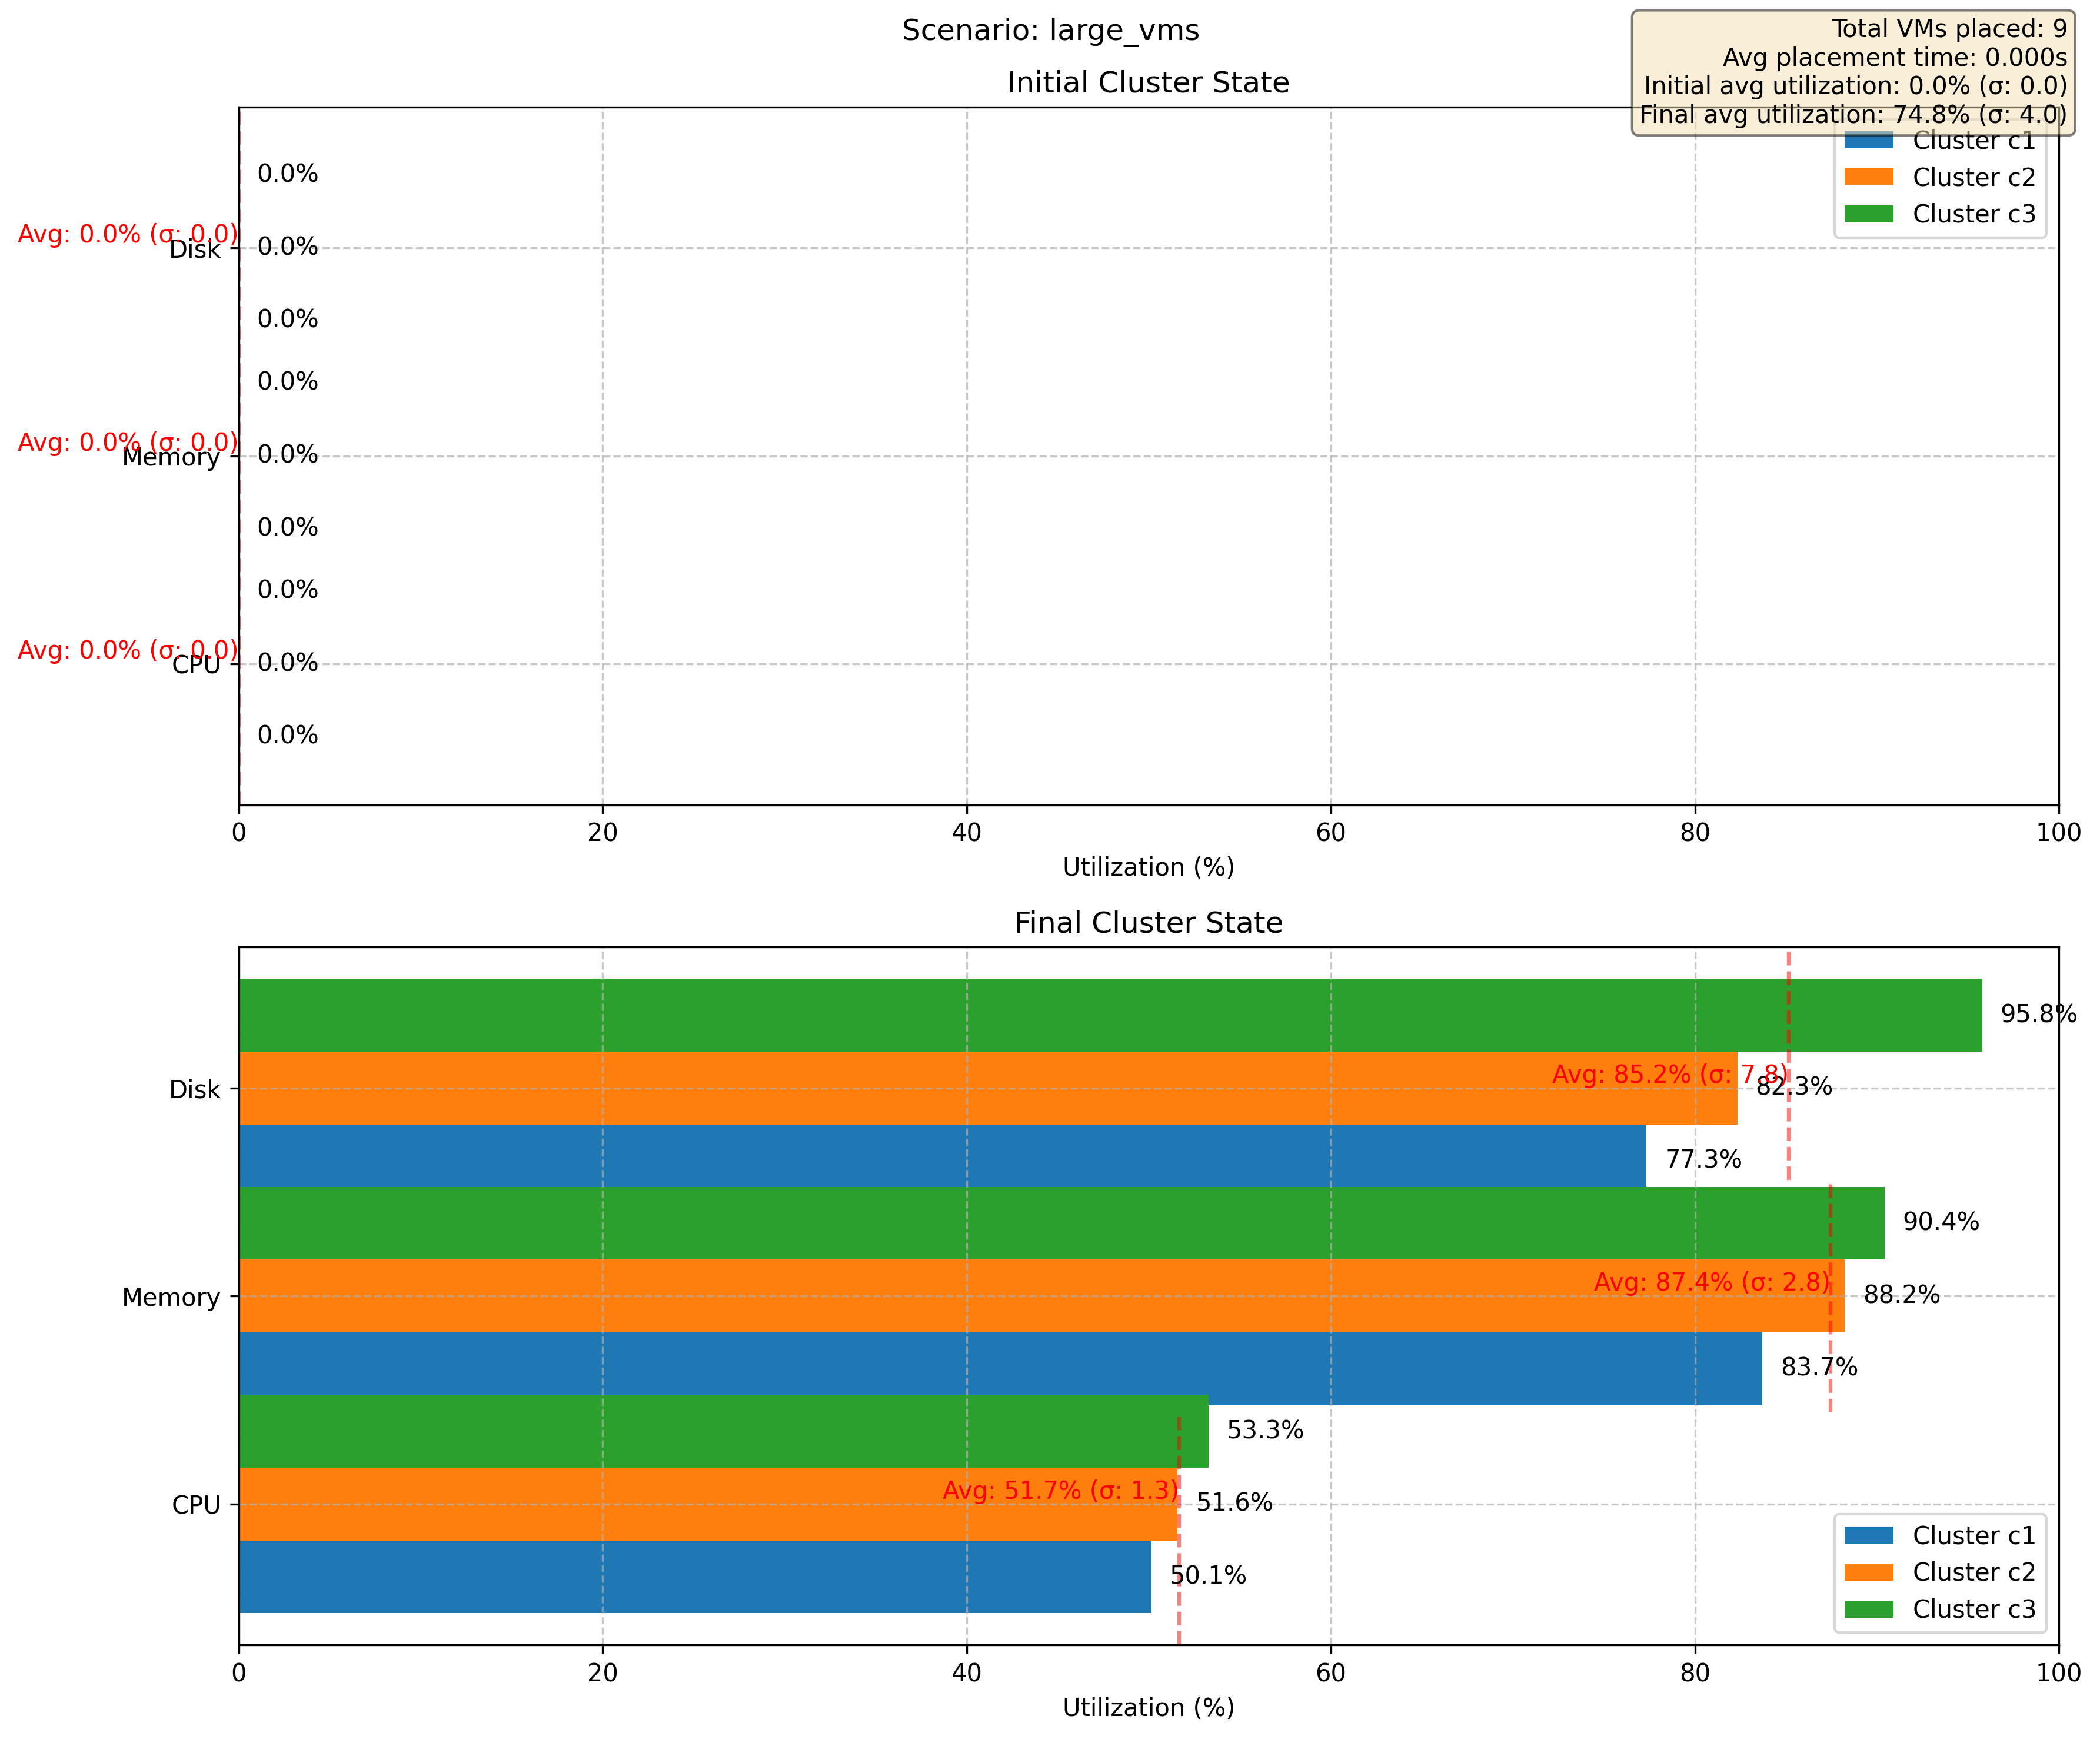 Scenario: large_vms
Total VMs placed: 9
Avg placement time: 0.000s
Initial avg utilization: 0.0% (σ: 0.0)
Final avg utilization: 74.8% (σ: 4.0)
Initial Cluster State
Cluster c1
Cluster c2
Cluster c3
0.0%
Avg: 0.0% (σ: 0.0)
Disk
0.0%
0.0%
0.0%
Avg: 0.0% (σ: 0.0)
Memory
0.0%
0.0%
0.0%
Avg: 0.0% (σ: 0.0)
CPU
0.0%
0.0%
0 20 40 60 80 100
Utilization (%)
Final Cluster State
95.8%
Avg: 85.2% (σ: 7.8)
Disk
82.3%
77.3%
90.4%
Avg: 87.4% (σ: 2.8)
Memory
88.2%
83.7%
53.3%
Avg: 51.7% (σ: 1.3)
CPU
51.6%
50.1%
Cluster c1
Cluster c2
Cluster c3
0 20 40 60 80 100
Utilization (%)